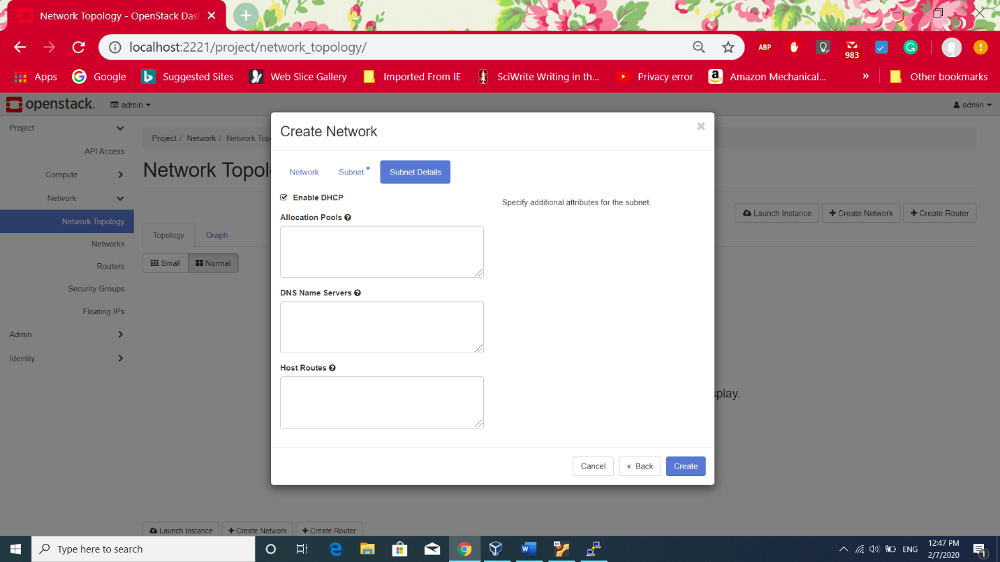 Network Topology - OpenStack Das
localhost:2221/project/network_topology/
ABP
983
Apps
Google
Suggested Sites
Web Slice Gallery
Imported From IE
SciWrite Writing in th...
Privacy error
Amazon Mechanical...
»
Other bookmarks
openstack.
admin
admin
Project
API Access
Compute
Network
Network Topology
Networks
Routers
Security Groups
Floating IPs
Admin
Identity
Project / Network / Network Top
Network Topol
Launch Instance
+ Create Network
+ Create Router
Topology
Graph
Small
Normal
splay.
Create Network
×
Network
Subnet *
Subnet Details
Enable DHCP
Specify additional attributes for the subnet.
Allocation Pools
DNS Name Servers
Host Routes
Cancel
« Back
Create
Launch Instance
+ Create Network
+ Create Router
Type here to search
ENG
12:47 PM
2/7/2020
1